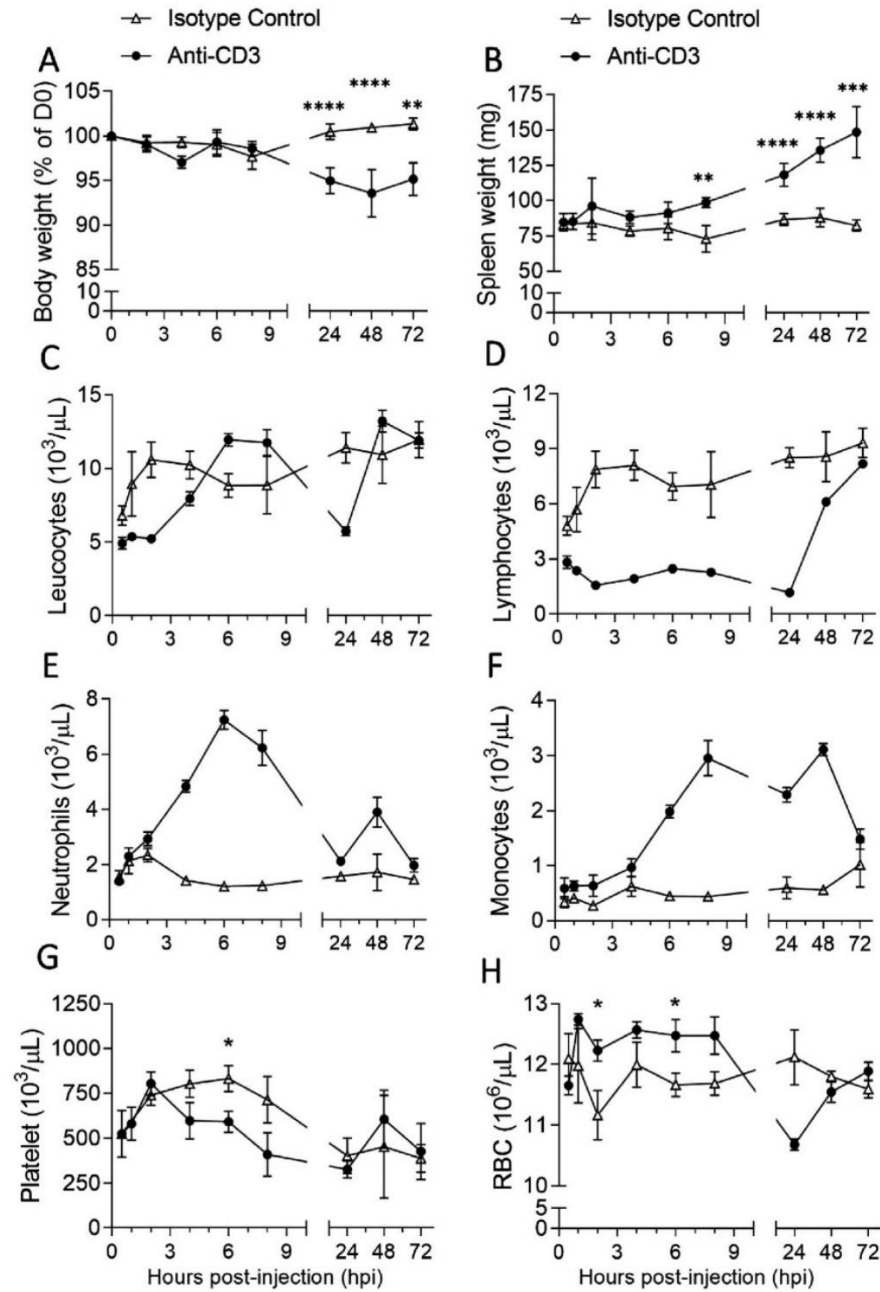 Isotype Control
Anti-CD3
Isotype Control
Anti-CD3
A
Body weight (% of D0)
105
100
95
90
85
10
0
0 3 6 9 24 48 72
**** **** **
B
Spleen weight (mg)
175
150
125
100
75
50
10
0
0 3 6 9 24 48 72
** **** **** ***
C
Leucocytes (10³/μL)
15
10
5
0
0 3 6 9 24 48 72
D
Lymphocytes (10³/μL)
12
9
6
3
0
0 3 6 9 24 48 72
E
Neutrophils (10³/μL)
8
6
4
2
0
0 3 6 9 24 48 72
F
Monocytes (10³/μL)
4
3
2
1
0
0 3 6 9 24 48 72
G
Platelet (10³/μL)
1250
1000
750
500
250
0
0 3 6 9 24 48 72
*
Hours post-injection (hpi)
H
RBC (10⁶/μL)
13
12
11
10
5
0
0 3 6 9 24 48 72
* *
Hours post-injection (hpi)